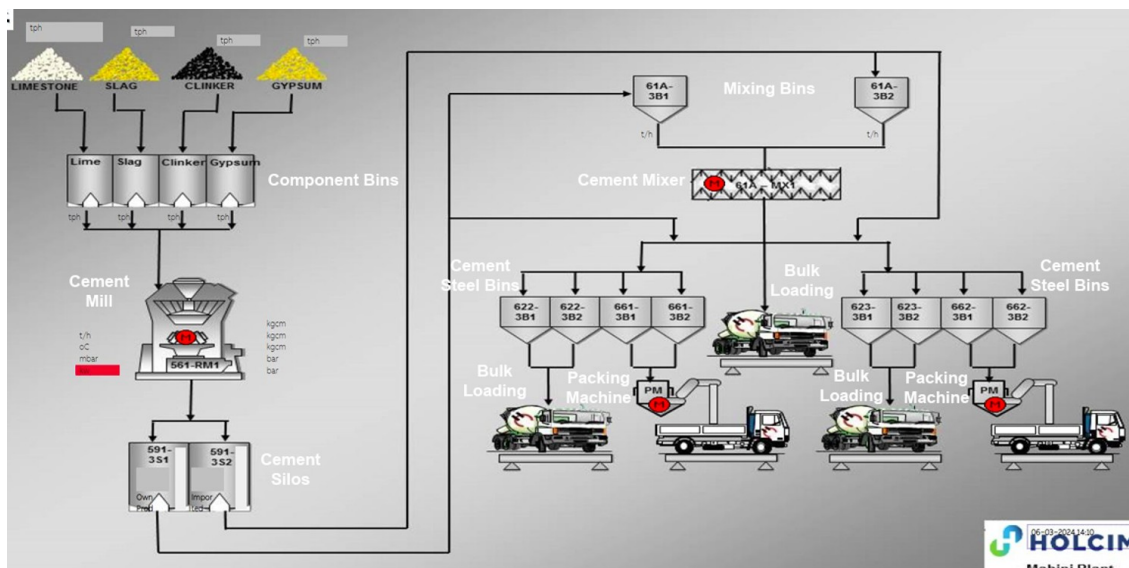 tph
tph
tph
tph
LIMESTONE
SLAG
CLINKER
GYPSUM
61A-
3B1
Mixing Bins
61A-
3B2
t/h
t/h
Lime
Slag
Clinker
Gypsum
Component Bins
Cement Mixer
M
61A - MX1
tph
tph
tph
tph
Cement
Mill
M
561-RM1
t/h
oC
mbar
kgcm
kgcm
kgcm
bar
bar
Cement
Steel Bins
622-
3B1
622-
3B2
661-
3B1
661-
3B2
Bulk
Loading
Cement
Steel Bins
623-
3B1
623-
3B2
662-
3B1
662-
3B2
Bulk
Loading
Packing
Machine
PM
M
Bulk
Loading
Packing
Machine
PM
M
591-
3S1
591-
3S2
Own
Prod
Impor
ted
Cement
Silos
06-03-2024 14:10
HOLCIM
Mabini Plant